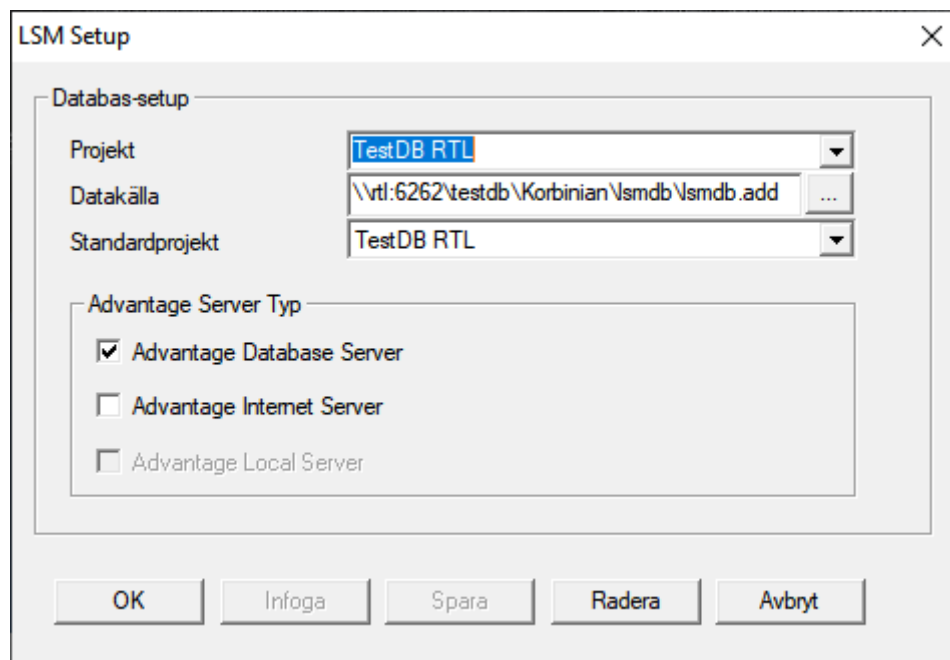 LSM Setup
Databas-setup
Projekt TestDB RTL
Datakälla \\rtl:6262\testdb\Korbinian\lsmdb\lsmdb.add ...
Standardprojekt TestDB RTL
Advantage Server Typ
Advantage Database Server
Advantage Internet Server
Advantage Local Server
OK Infoga Spara Radera Avbryt